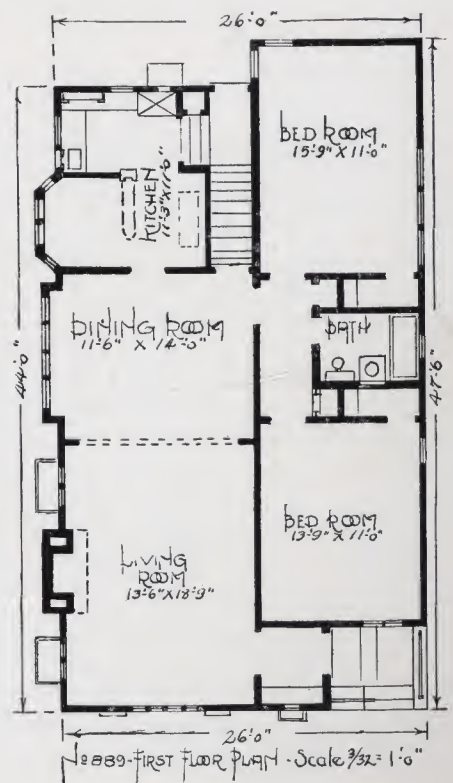 26'-0"
BED ROOM
15'-9" X 11'-0"
KITCHEN
11'-3" X 11'-6"
DINING ROOM
11'-6" X 14'-0"
BATH
44'-0"
47'-6"
BED ROOM
13'-9" X 11'-0"
LIVING
ROOM
13'-6" X 18'-9"
26'-0"
No 889 - FIRST FLOOR PLAN - Scale 3/32 = 1'-0"